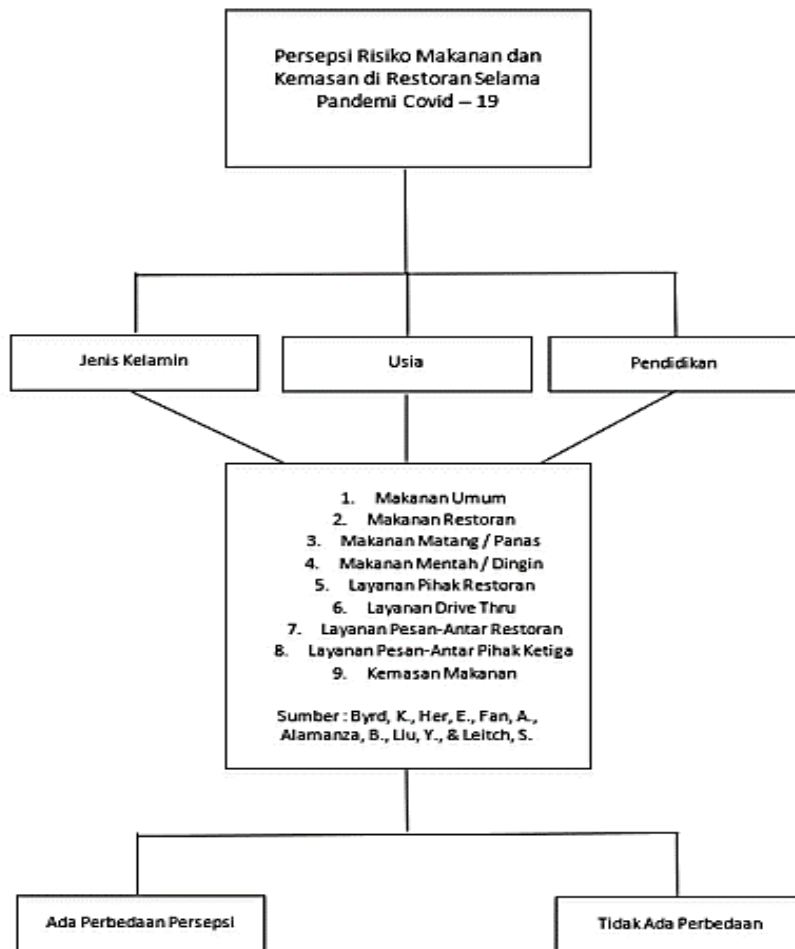 Persepsi Risiko Makanan dan
Kemasan di Restoran Selama
Pandemi Covid – 19
Jenis Kelamin
Usia
Pendidikan
1. Makanan Umum
2. Makanan Restoran
3. Makanan Matang / Panas
4. Makanan Mentah / Dingin
5. Layanan Pihak Restoran
6. Layanan Drive Thru
7. Layanan Pesan-Antar Restoran
8. Layanan Pesan-Antar Pihak Ketiga
9. Kemasan Makanan
Sumber : Byrd, K., Her, E., Fan, A.,
Alamanza, B., Liu, Y., & Leitch, S.
Ada Perbedaan Persepsi
Tidak Ada Perbedaan